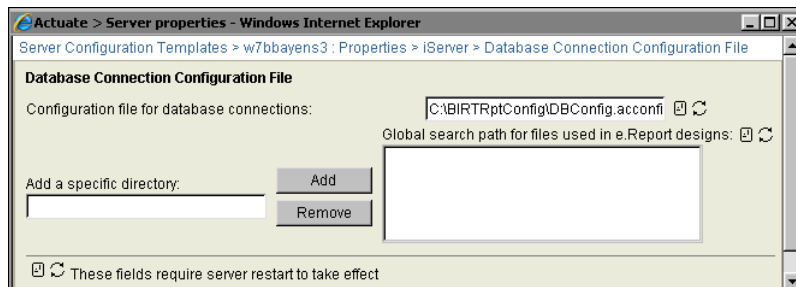 Actuate > Server properties - Windows Internet Explorer
Server Configuration Templates > w7bbayens3 : Properties > iServer > Database Connection Configuration File
Database Connection Configuration File
Configuration file for database connections: C:\BIRTRptConfig\DBConfig.acconfi
Global search path for files used in e.Report designs:
Add a specific directory:
Add
Remove
These fields require server restart to take effect